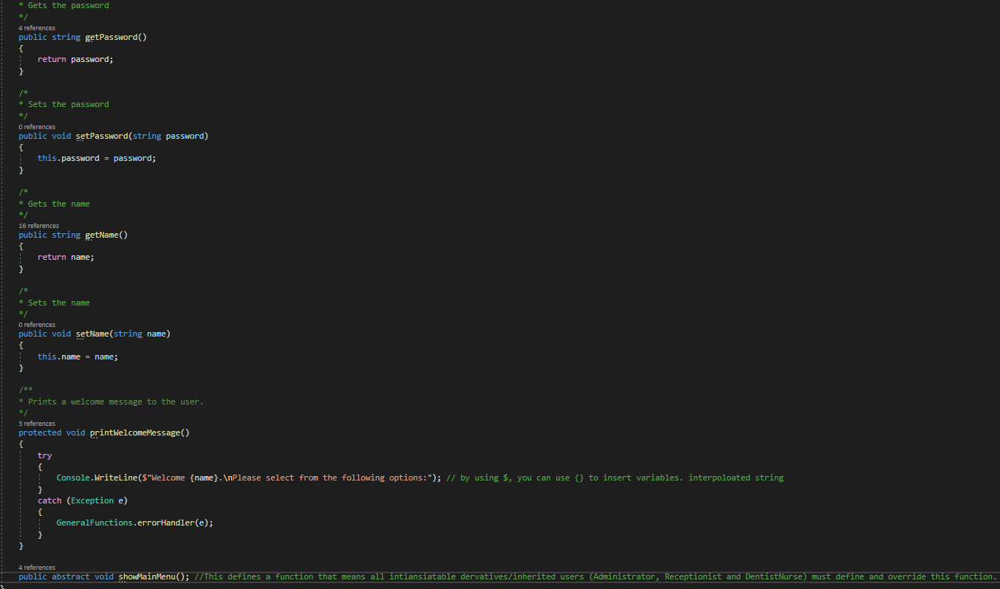 * Gets the password
*/
4 references
public string getPassword()
{
return password;
}
/*
* Sets the password
*/
0 references
public void setPassword(string password)
{
this.password = password;
}
/*
* Gets the name
*/
16 references
public string getName()
{
return name;
}
/*
* Sets the name
*/
0 references
public void setName(string name)
{
this.name = name;
}
/**
* Prints a welcome message to the user.
*/
3 references
protected void printWelcomeMessage()
{
try
{
Console.WriteLine($"Welcome {name}.\nPlease select from the following options:"); // by using $, you can use {} to insert variables. interpoloated string
}
catch (Exception e)
{
GeneralFunctions.errorHandler(e);
}
}
4 references
public abstract void showMainMenu(); //This defines a function that means all intiansiatable dervatives/inherited users (Administrator, Receptionist and DentistNurse) must define and override this function.
}